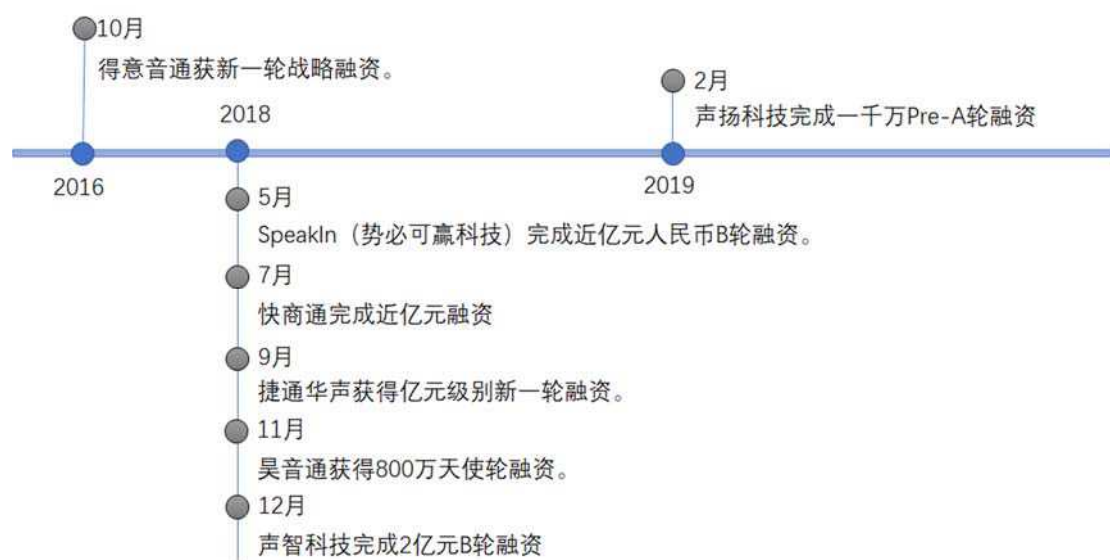 10月
得意音通获新一轮战略融资。
2016
2018
5月
SpeakIn（势必可赢科技）完成近亿元人民币B轮融资。
7月
快商通完成近亿元融资
9月
捷通华声获得亿元级别新一轮融资。
11月
昊音通获得800万天使轮融资。
12月
声智科技完成2亿元B轮融资
2月
声扬科技完成一千万Pre-A轮融资
2019